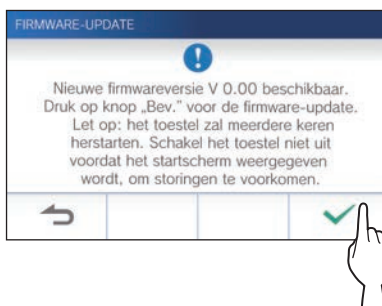 FIRMWARE-UPDATE
Nieuwe firmwareversie V 0.00 beschikbaar.
Druk op knop „Bev.” voor de firmware-update.
Let op: het toestel zal meerdere keren
herstarten. Schakel het toestel niet uit
voordat het startscherm weergegeven
wordt, om storingen te voorkomen.